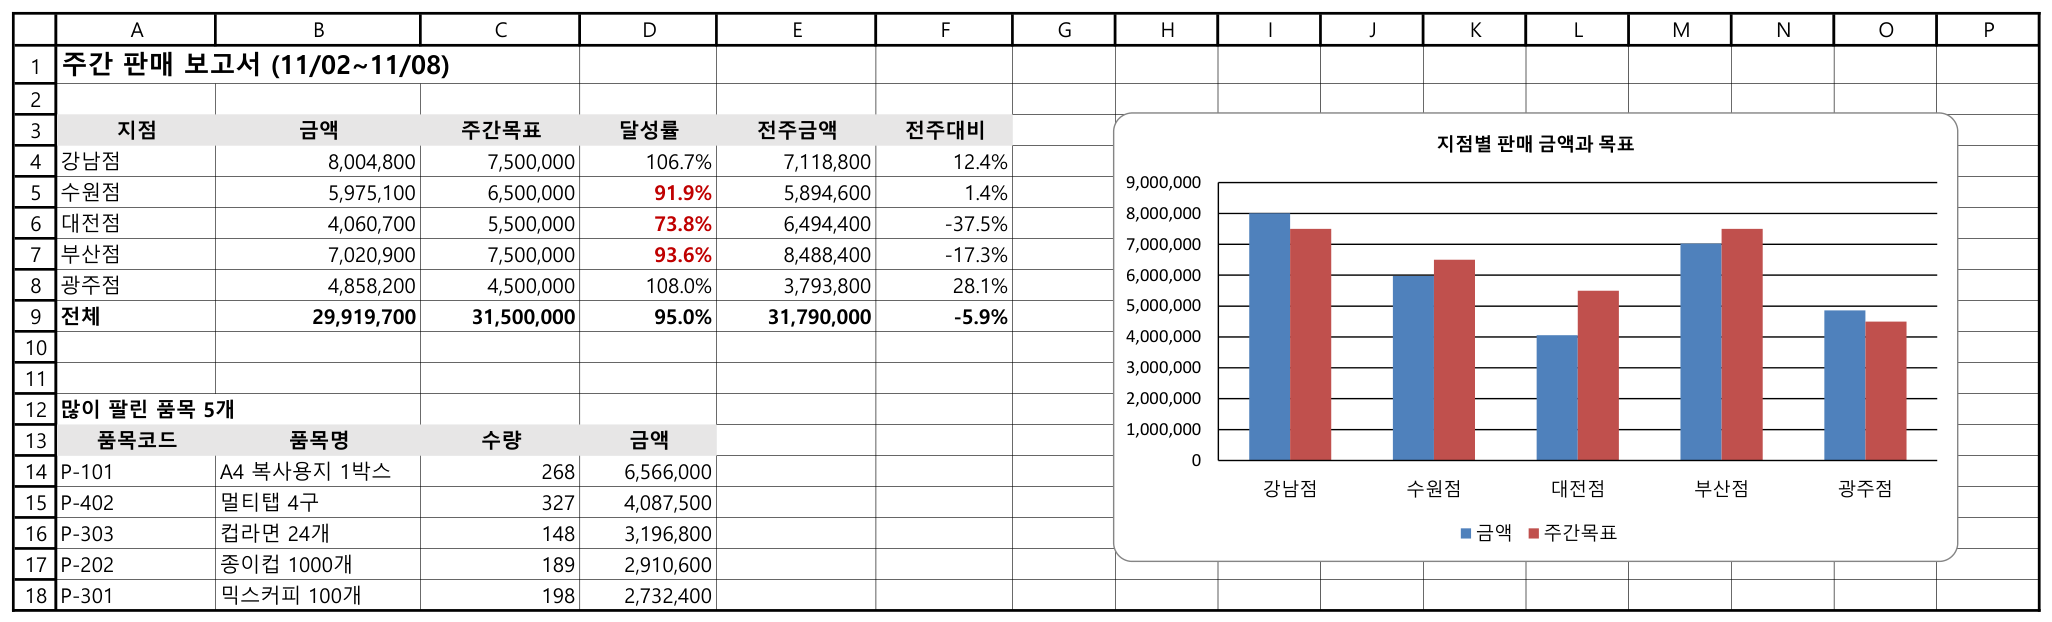 A B C D E F G H I J K L M N O P
1 주간 판매 보고서 (11/02~11/08)
2
3 지점 금액 주간목표 달성률 전주금액 전주대비
4 강남점 8,004,800 7,500,000 106.7% 7,118,800 12.4%
5 수원점 5,975,100 6,500,000 91.9% 5,894,600 1.4%
6 대전점 4,060,700 5,500,000 73.8% 6,494,400 -37.5%
7 부산점 7,020,900 7,500,000 93.6% 8,488,400 -17.3%
8 광주점 4,858,200 4,500,000 108.0% 3,793,800 28.1%
9 전체 29,919,700 31,500,000 95.0% 31,790,000 -5.9%
10
11
12 많이 팔린 품목 5개
13 품목코드 품목명 수량 금액
14 P-101 A4 복사용지 1박스 268 6,566,000
15 P-402 멀티탭 4구 327 4,087,500
16 P-303 컵라면 24개 148 3,196,800
17 P-202 종이컵 1000개 189 2,910,600
18 P-301 믹스커피 100개 198 2,732,400
지점별 판매 금액과 목표
9,000,000
8,000,000
7,000,000
6,000,000
5,000,000
4,000,000
3,000,000
2,000,000
1,000,000
0
강남점 수원점 대전점 부산점 광주점
금액 주간목표